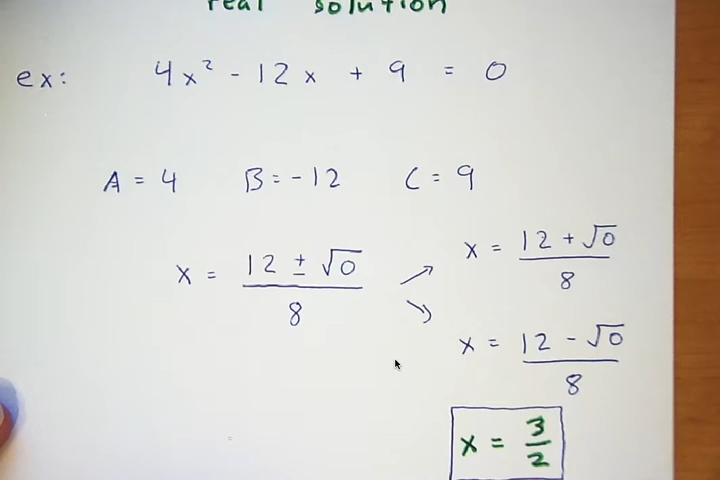 real solution
ex: 4x² - 12x + 9 = 0
A = 4 B = -12 C = 9
x = (12 ± √0)/8
x = (12 + √0)/8
x = (12 - √0)/8
x = 3/2